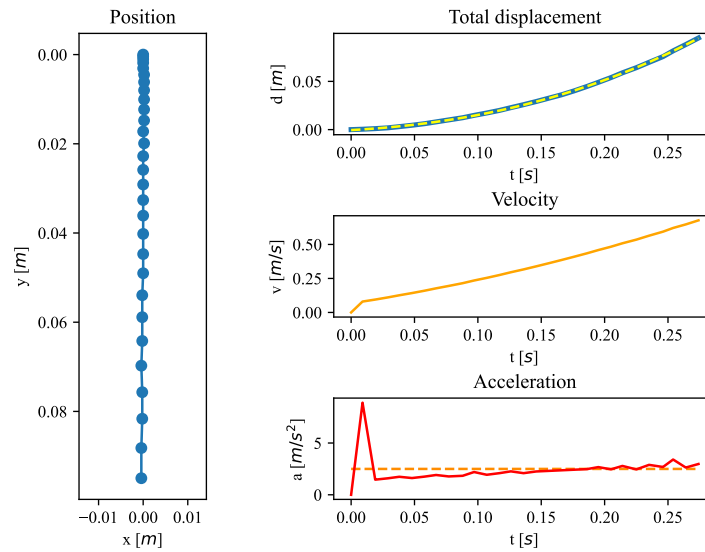 Position
0.00
0.02
0.04
0.06
0.08
y [m]
−0.01 0.00 0.01
x [m]
Total displacement
0.05
0.00
d [m]
0.00 0.05 0.10 0.15 0.20 0.25
t [s]
Velocity
0.50
0.25
0.00
v [m/s]
0.00 0.05 0.10 0.15 0.20 0.25
t [s]
Acceleration
5
0
a [m/s²]
0.00 0.05 0.10 0.15 0.20 0.25
t [s]